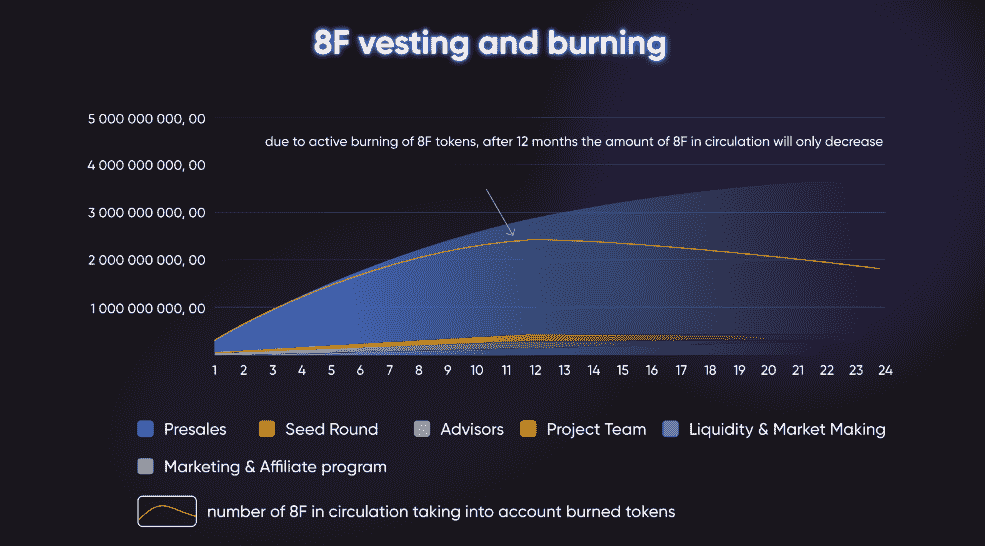 8F vesting and burning
5 000 000 000, 00
due to active burning of 8F tokens, after 12 months the amount of 8F in circulation will only decrease
4 000 000 000, 00
3 000 000 000, 00
2 000 000 000, 00
1 000 000 000, 00
1 2 3 4 5 6 7 8 9 10 11 12 13 14 15 16 17 18 19 20 21 22 23 24
Presales Seed Round Advisors Project Team Liquidity & Market Making
Marketing & Affiliate program
number of 8F in circulation taking into account burned tokens